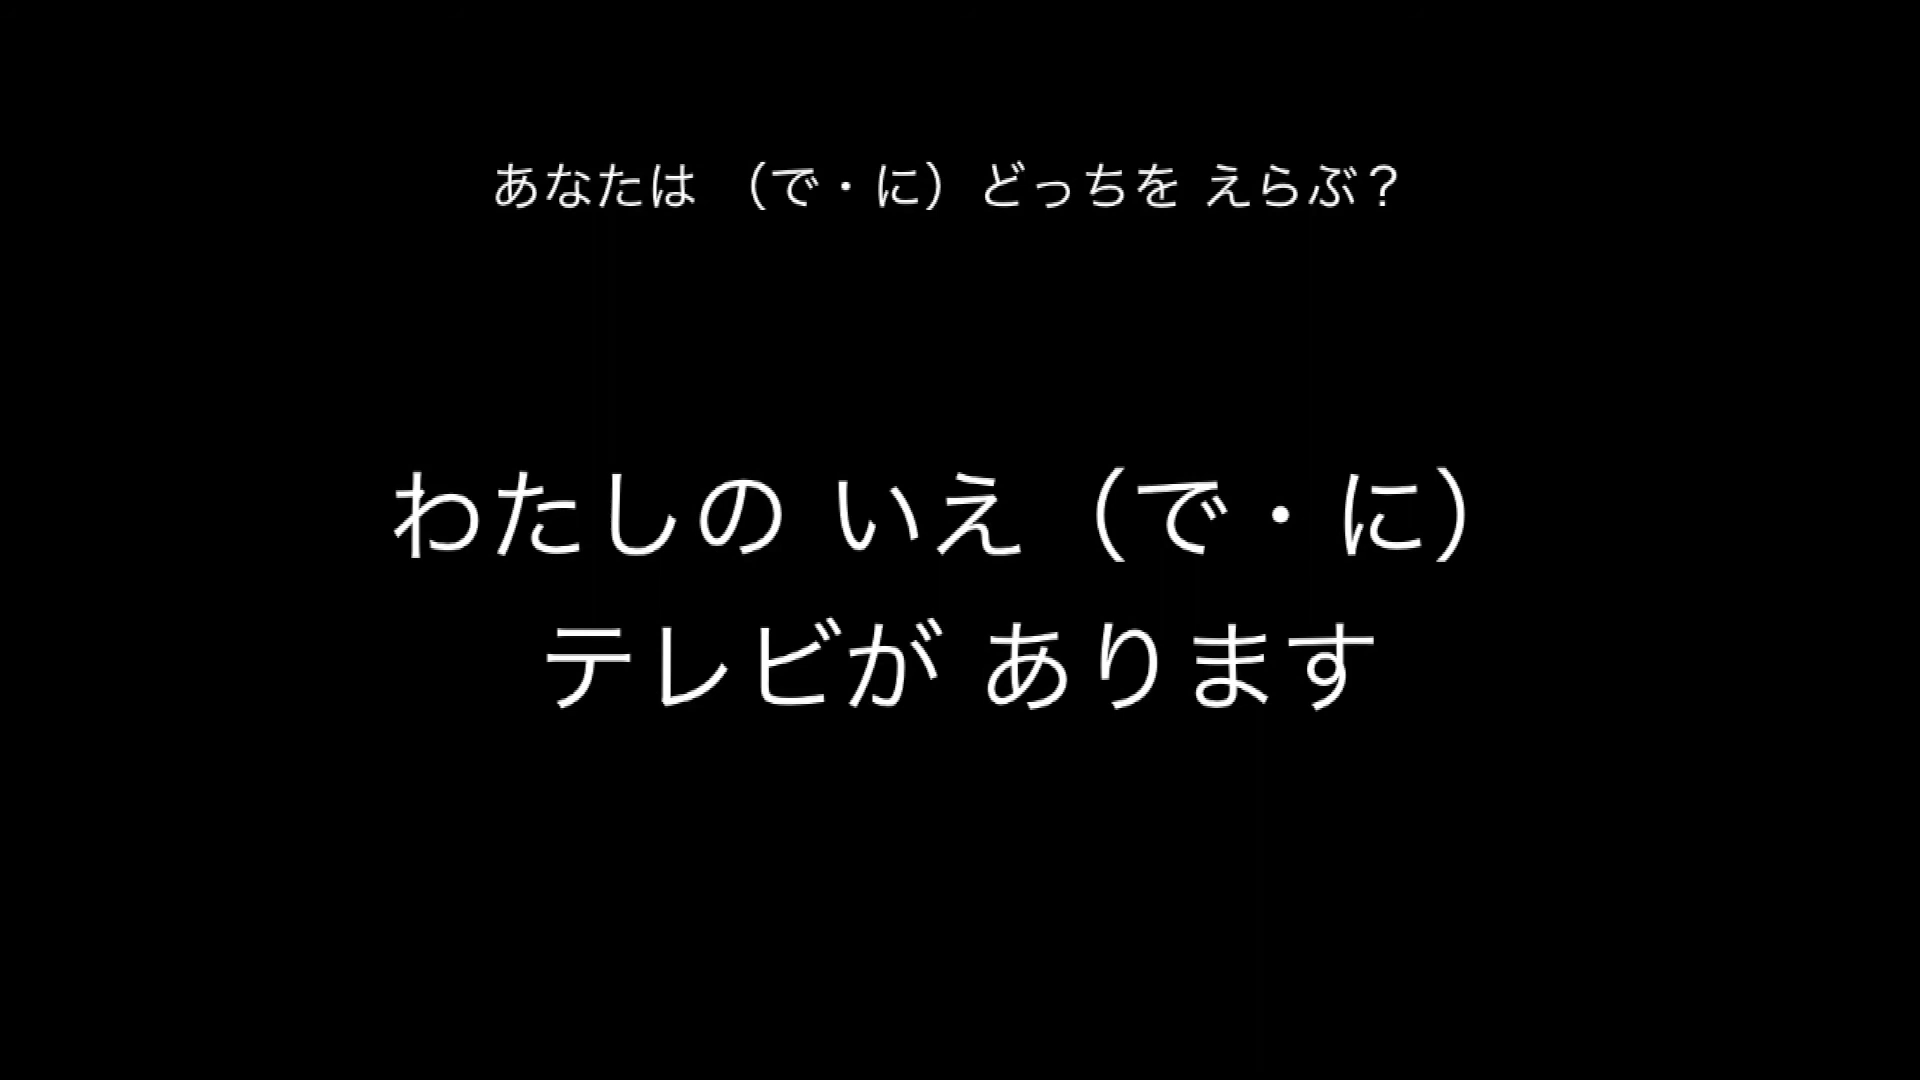 あなたは （で・に）どっちを えらぶ？
わたしの いえ（で・に）
テレビが あります